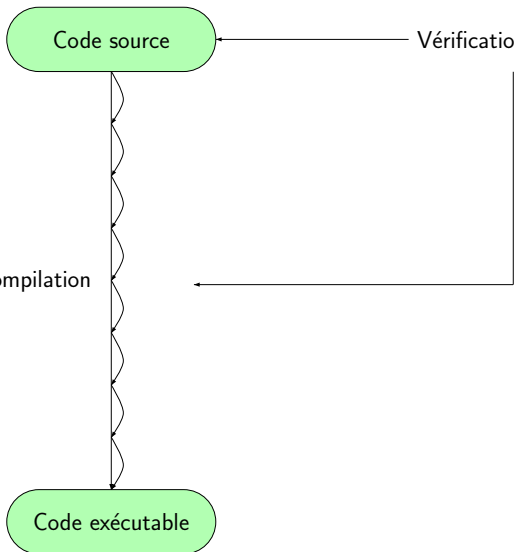 Code source
Vérificatio
ompilation
Code exécutable